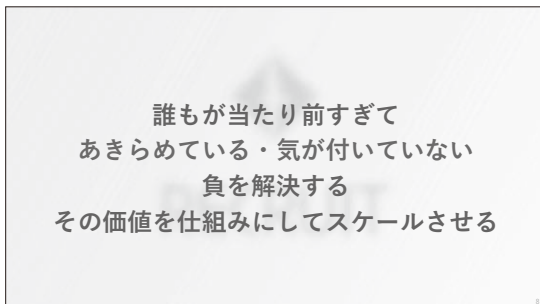 誰もが当たり前すぎて
あきらめている・気が付いていない
負を解決する
その価値を仕組みにしてスケールさせる